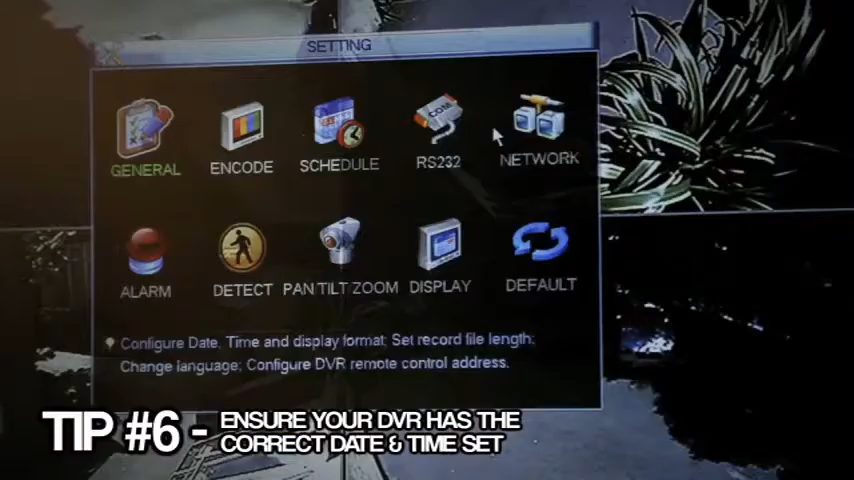 SETTING
GENERAL ENCODE SCHEDULE RS232 NETWORK
COM
ALARM DETECT PAN TILT ZOOM DISPLAY DEFAULT
Configure Date, Time and display format; Set record file length;
Change language; Configure DVR remote control address.
TIP #6 - ENSURE YOUR DVR HAS THE
CORRECT DATE & TIME SET